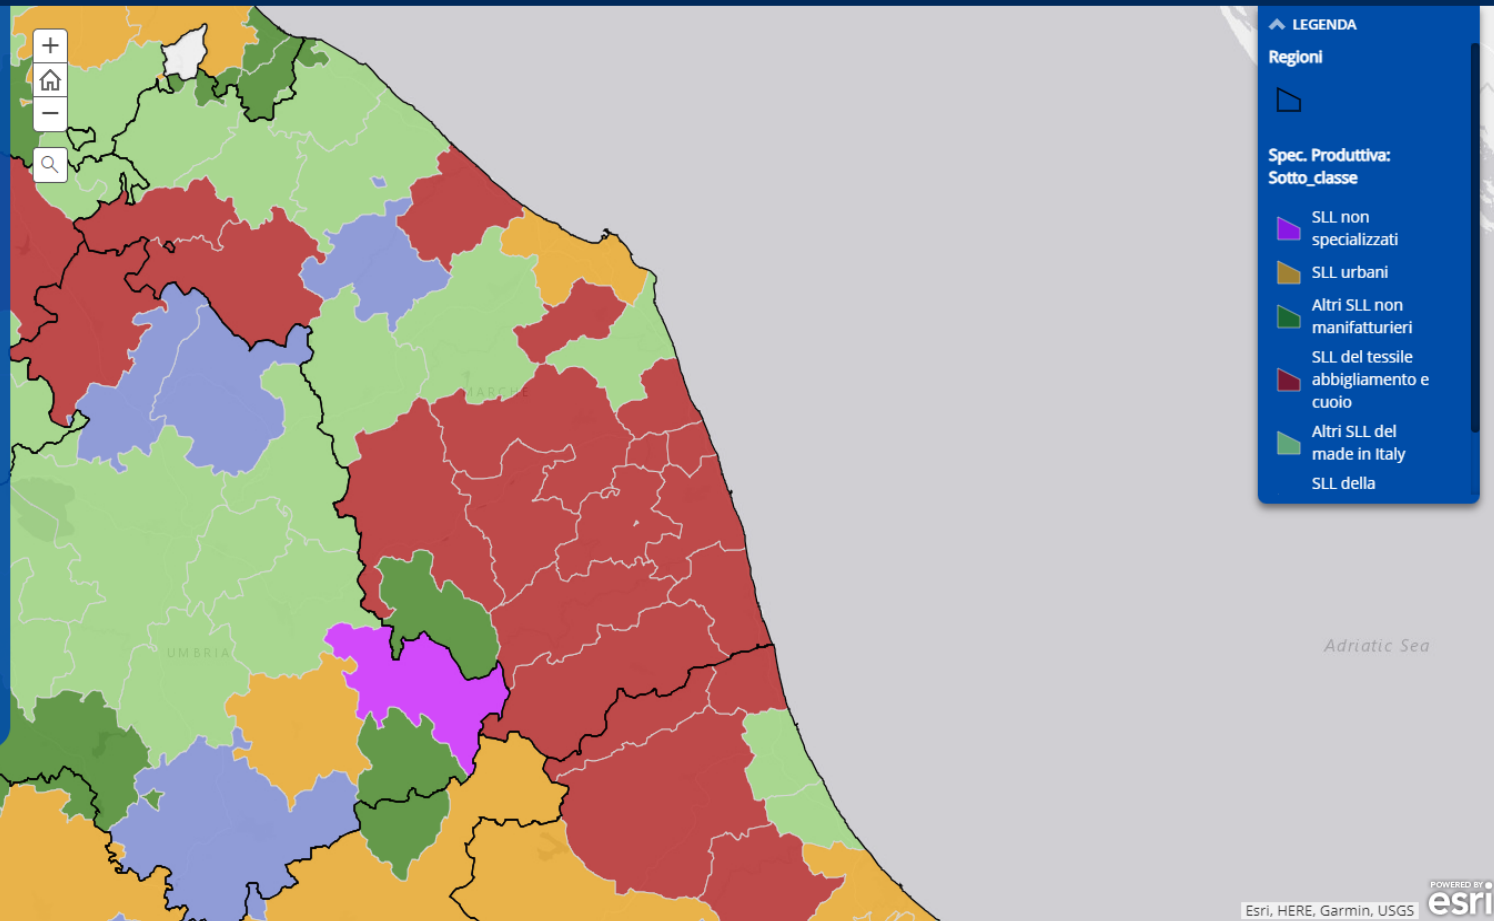 +
−
LEGENDA
Regioni
Spec. Produttiva:
Sotto_classe
SLL non
specializzati
SLL urbani
Altri SLL non
manifatturieri
SLL del tessile
abbigliamento e
cuoio
Altri SLL del
made in Italy
SLL della
MARCHE
UMBRIA
Adriatic Sea
POWERED BY
esri
Esri, HERE, Garmin, USGS